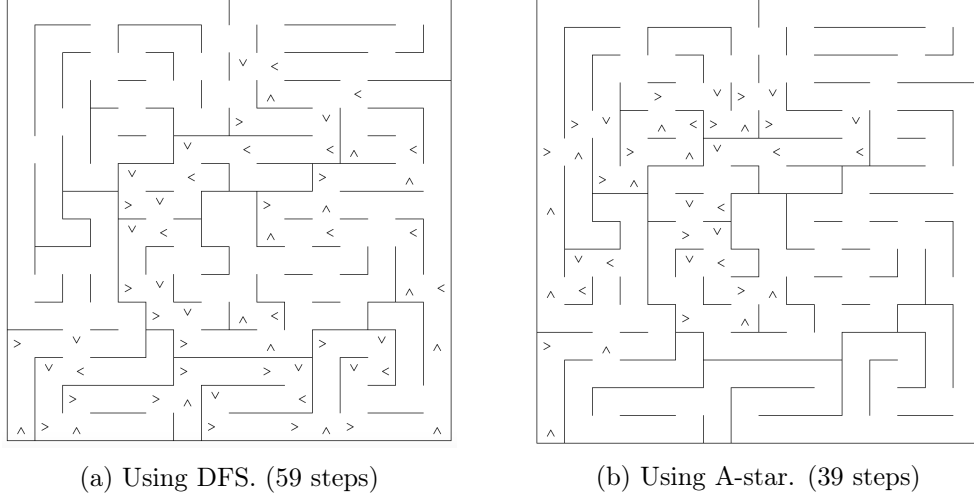 (a) Using DFS. (59 steps)
(b) Using A-star. (39 steps)